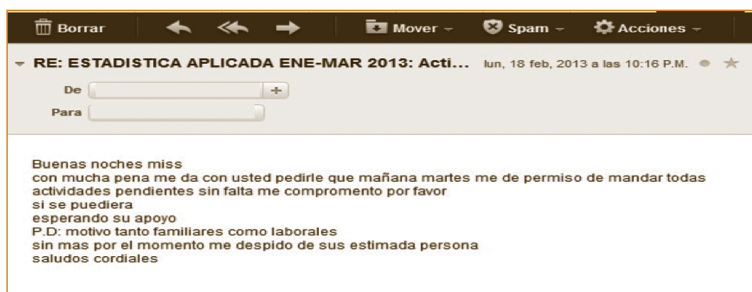 Borrar Mover Spam Acciones
RE: ESTADISTICA APLICADA ENE-MAR 2013: Acti... lun, 18 feb, 2013 a las 10:16 P.M.
De
Para
Buenas noches miss
con mucha pena me da con usted pedirle que mañana martes me de permiso de mandar todas
actividades pendientes sin falta me compromento por favor
si se puediera
esperando su apoyo
P.D: motivo tanto familiares como laborales
sin mas por el momento me despido de sus estimada persona
saludos cordiales